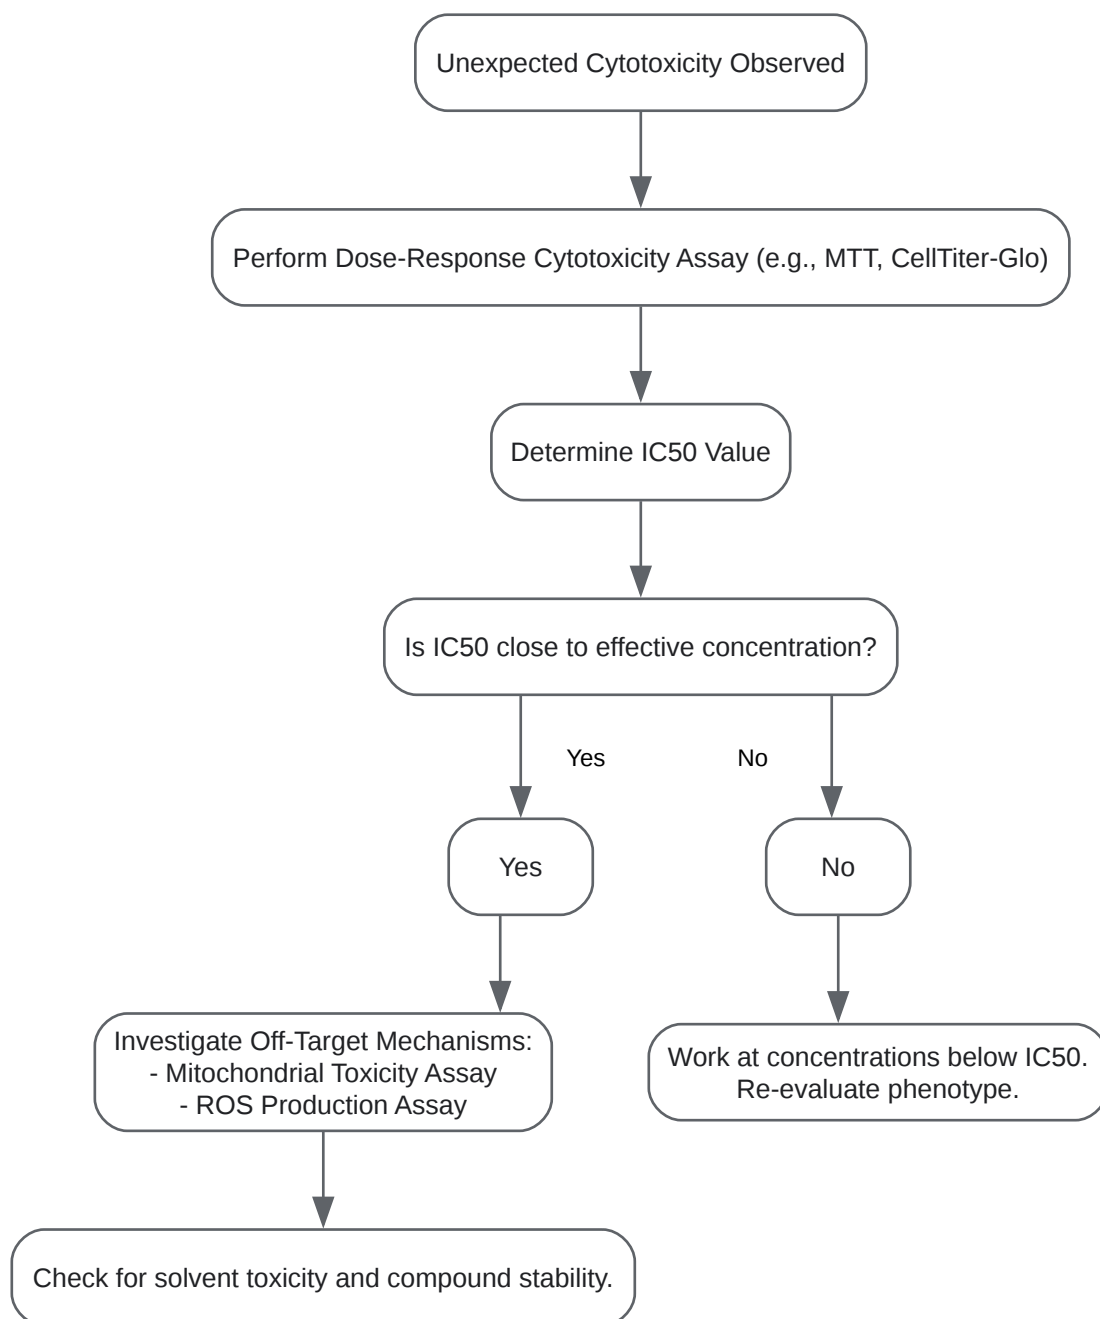 Unexpected Cytotoxicity Observed
Perform Dose-Response Cytotoxicity Assay (e.g., MTT, CellTiter-Glo)
Determine IC50 Value
Is IC50 close to effective concentration?
Yes
No
Yes
No
Investigate Off-Target Mechanisms:
- Mitochondrial Toxicity Assay
- ROS Production Assay
Work at concentrations below IC50.
Re-evaluate phenotype.
Check for solvent toxicity and compound stability.